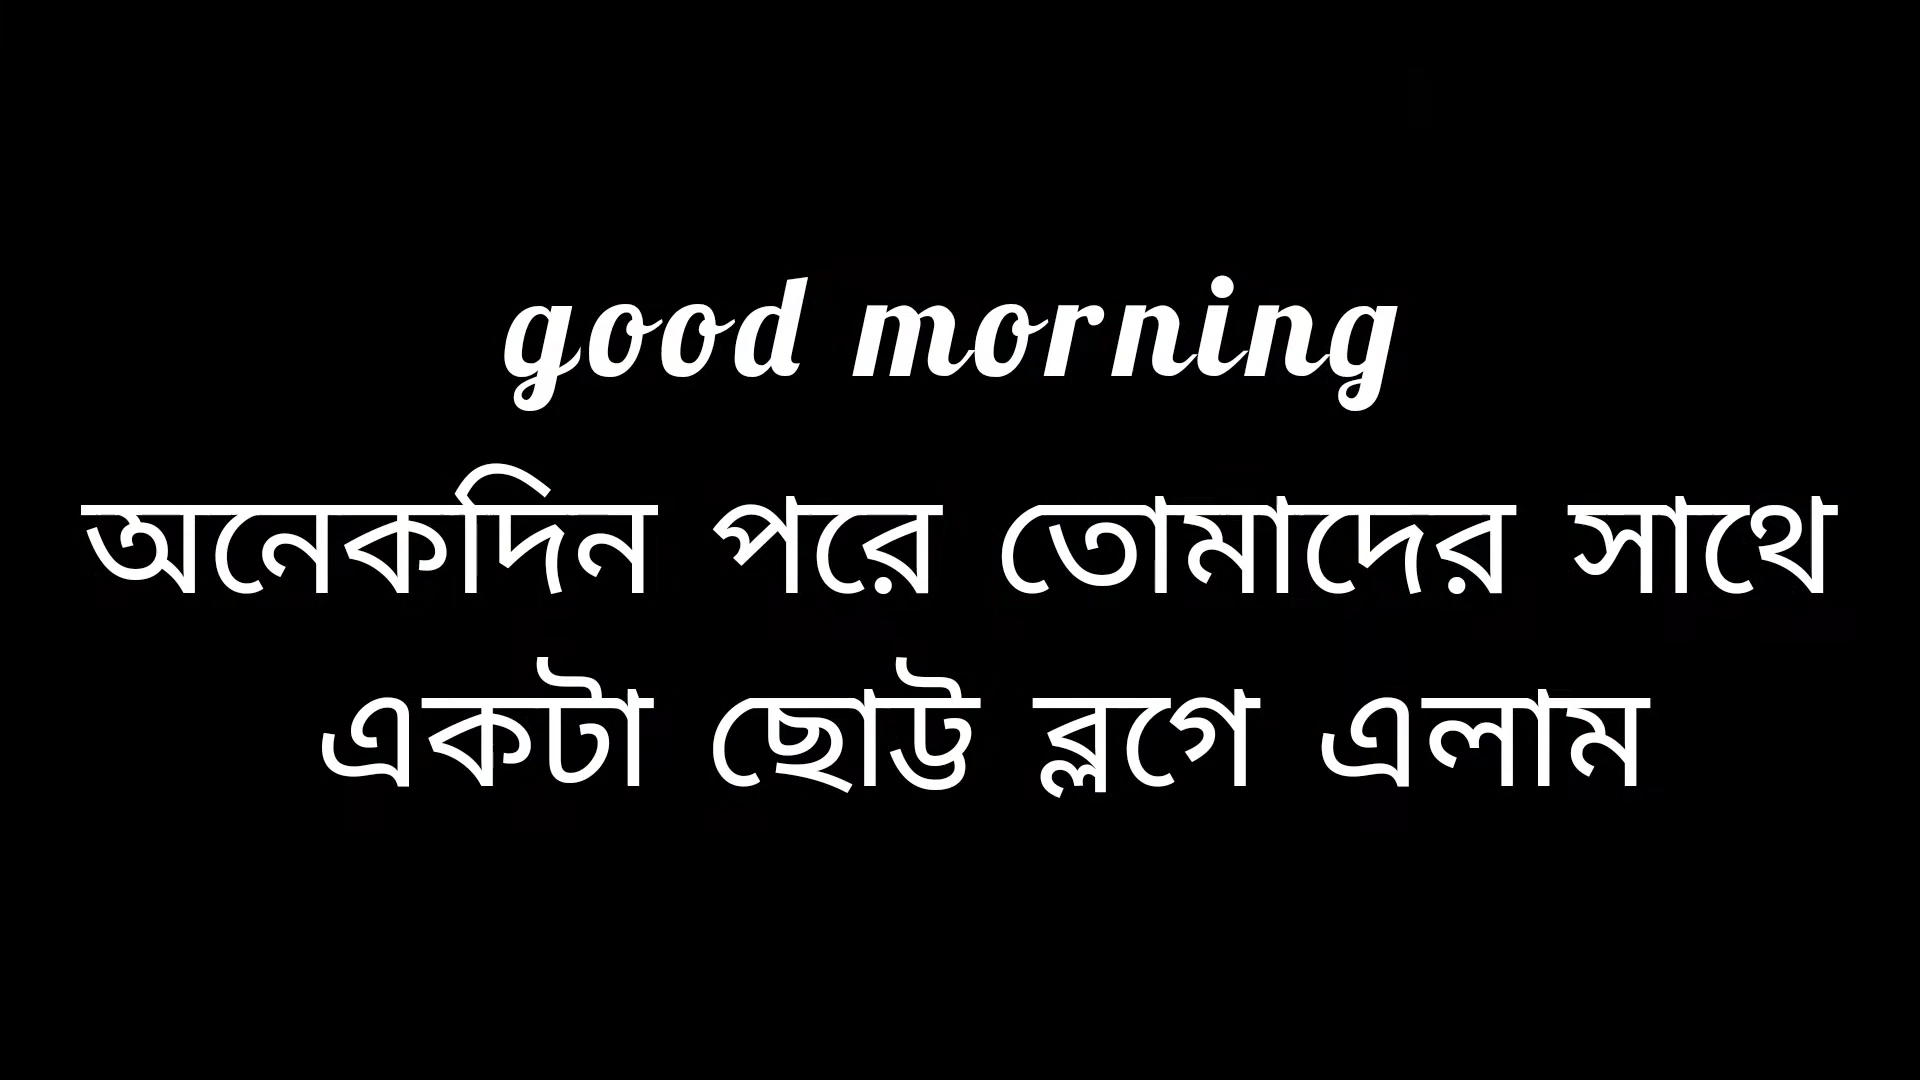 good morning
অনেকদিন পরে তোমাদের সাথে
একটা ছোট্ট ব্লগে এলাম